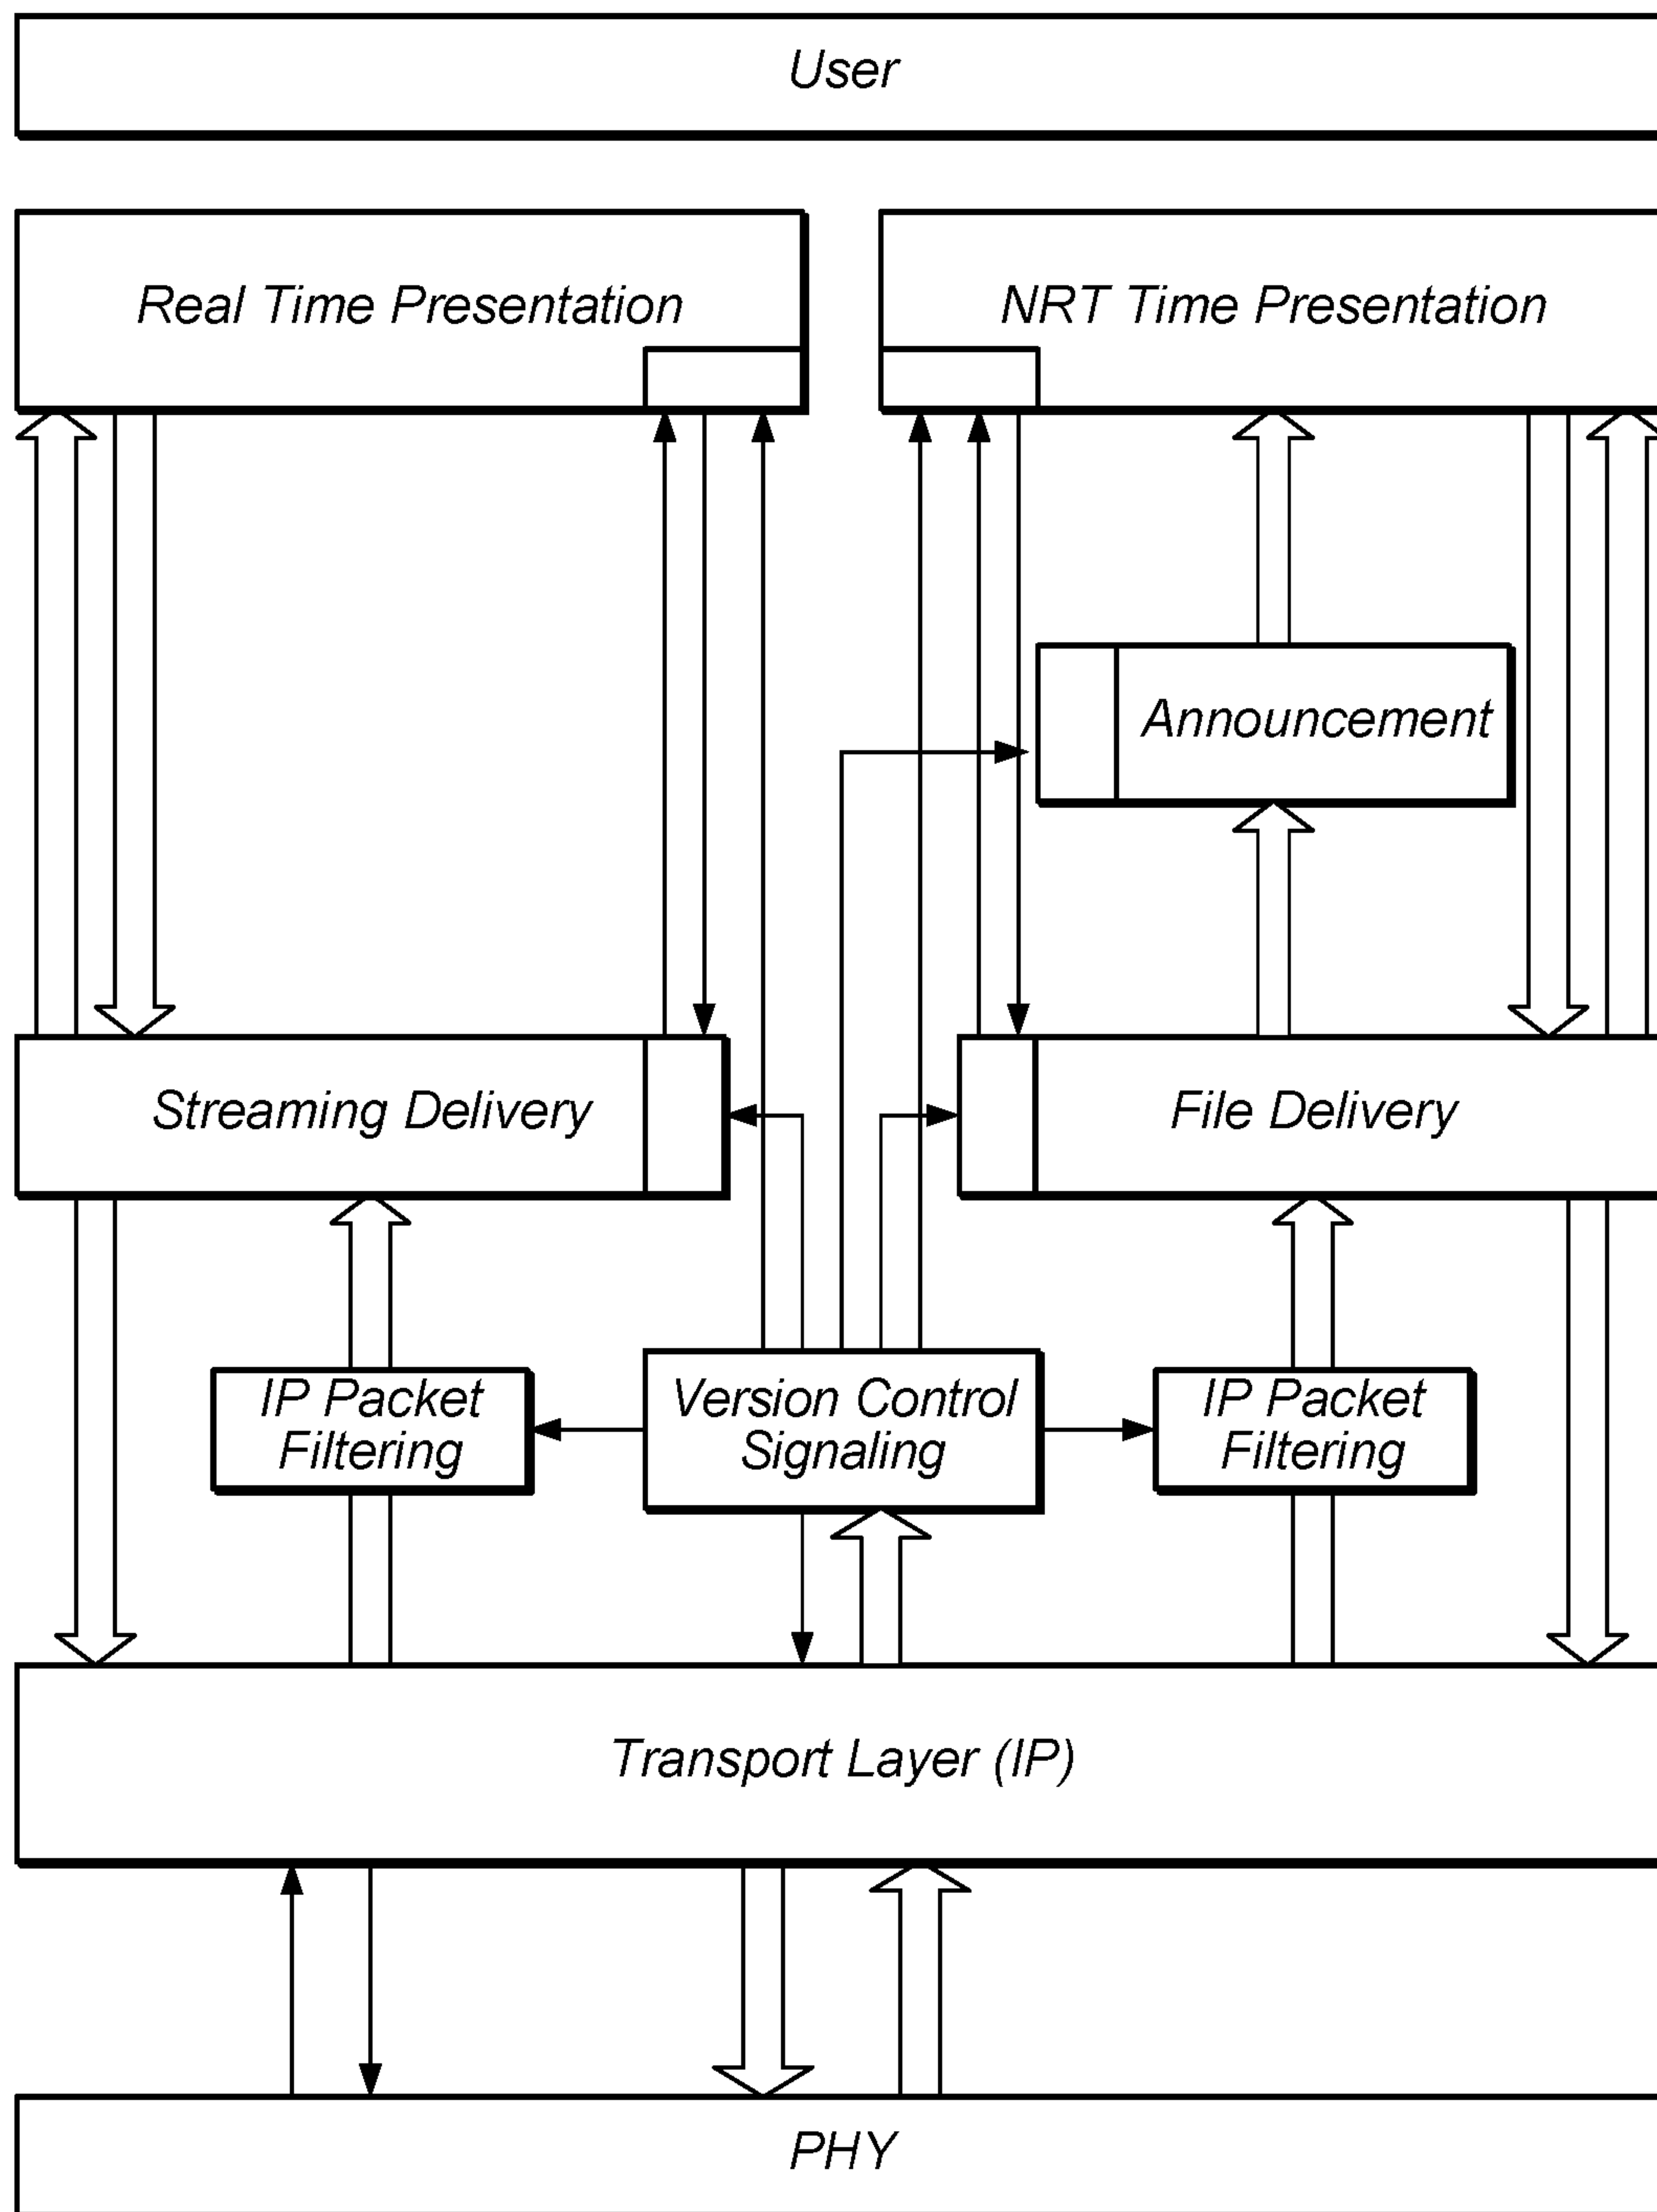 User
Real Time Presentation
NRT Time Presentation
Announcement
Streaming Delivery
File Delivery
IP Packet
Filtering
Version Control
Signaling
IP Packet
Filtering
Transport Layer (IP)
PHY